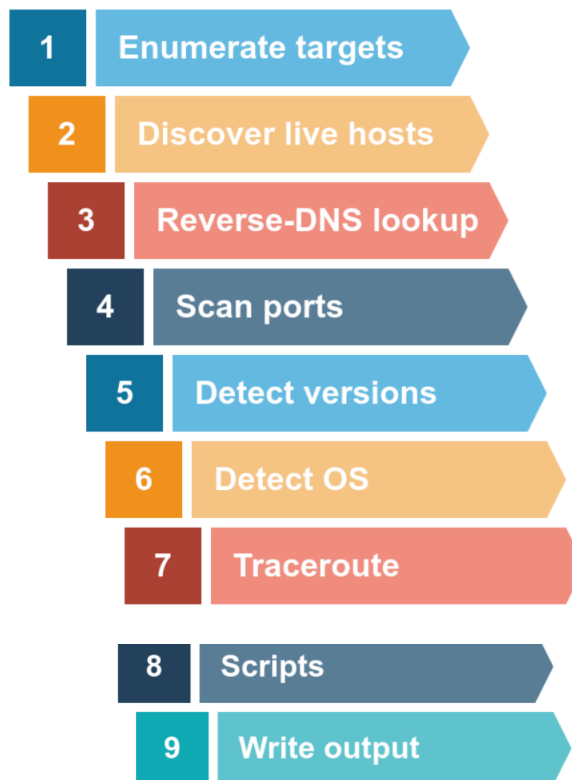 1 Enumerate targets
2 Discover live hosts
3 Reverse-DNS lookup
4 Scan ports
5 Detect versions
6 Detect OS
7 Traceroute
8 Scripts
9 Write output